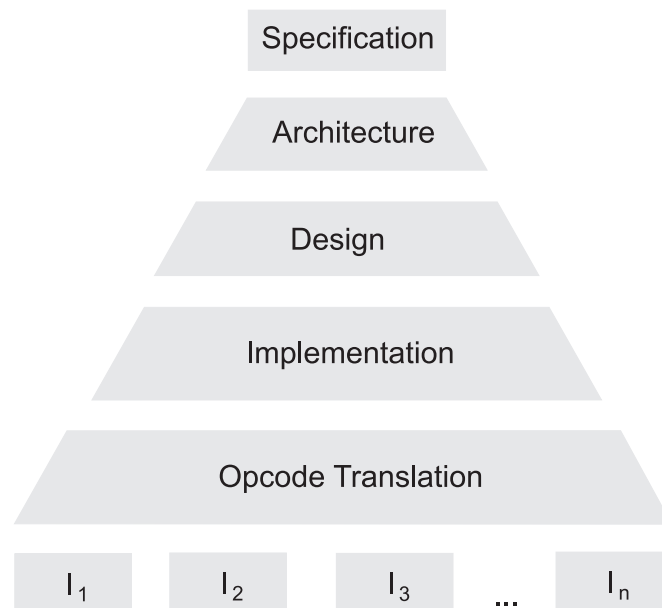 Specification
Architecture
Design
Implementation
Opcode Translation
I1 I2 I3 ... In